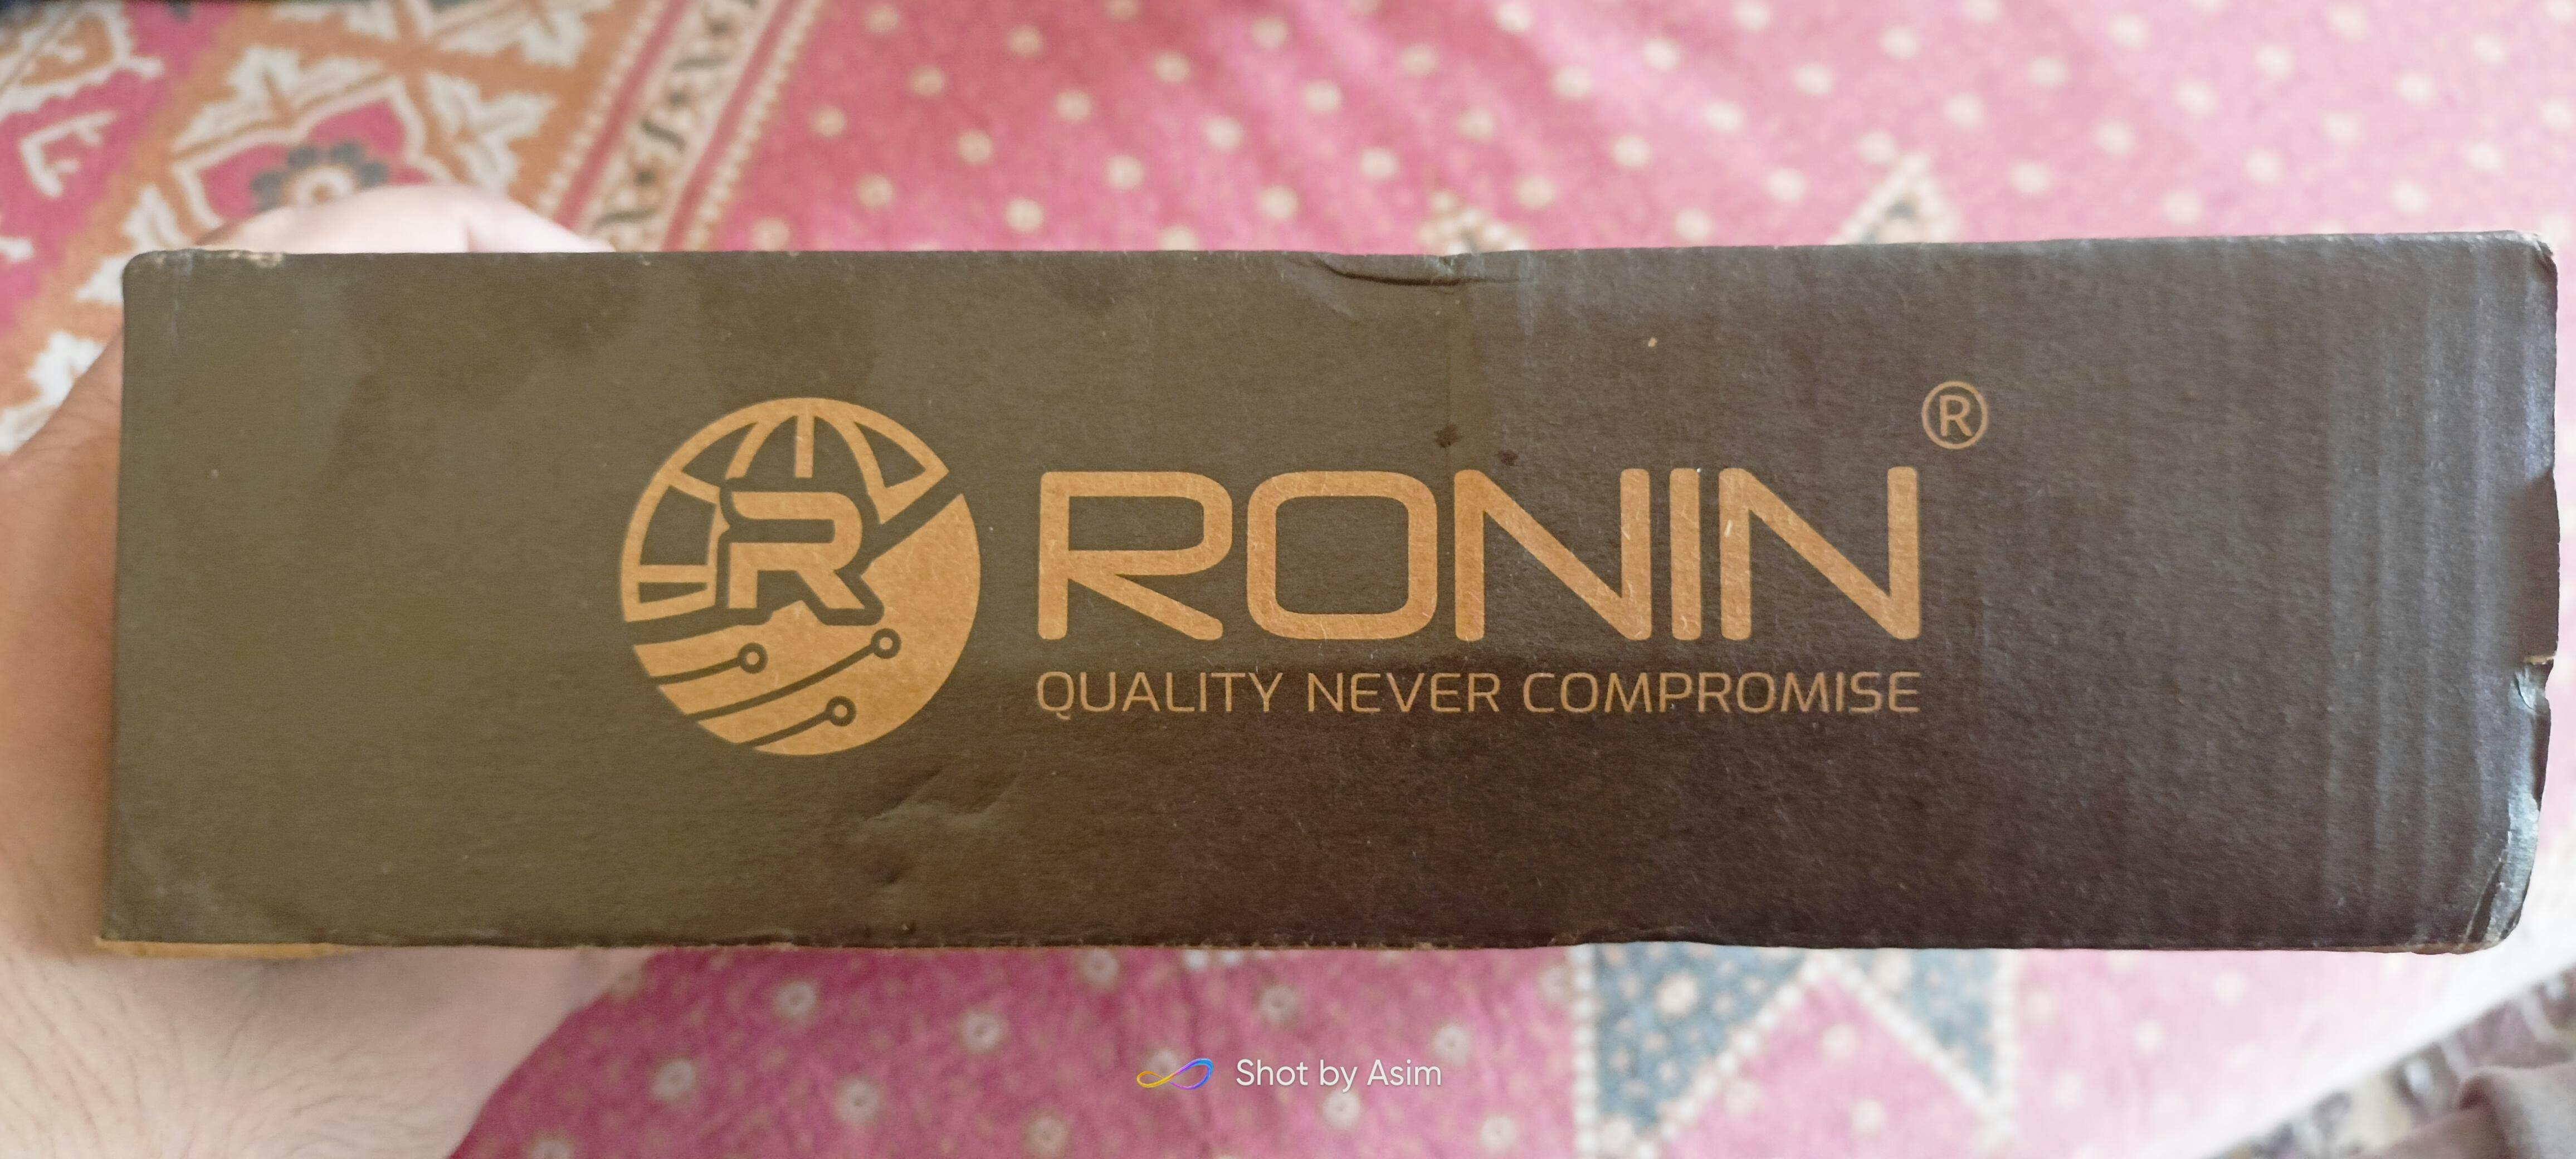 R
RONIN®
QUALITY NEVER COMPROMISE
Shot by Asim